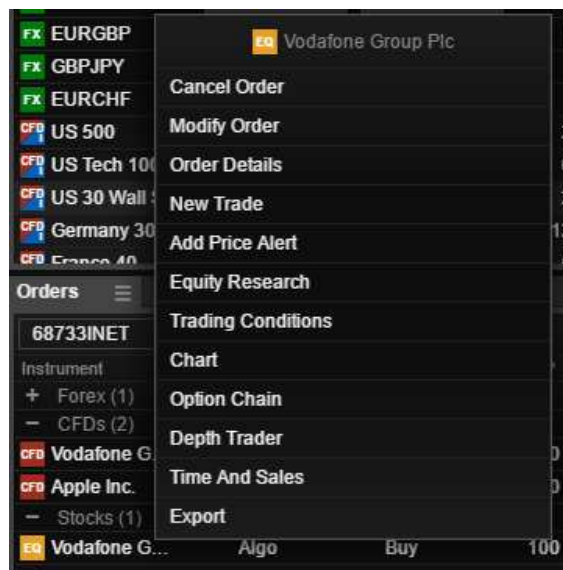 FX EURGBP
FX GBPJPY
FX EURCHF
CFD I US 500
CFD I US Tech 100
CFD I US 30 Wall
CFD I Germany 30
CFD France 40
EQ Vodafone Group Plc
Cancel Order
Modify Order
Order Details
New Trade
Add Price Alert
Equity Research
Trading Conditions
Chart
Option Chain
Depth Trader
Time And Sales
Export
Orders
68733INET
Instrument
+ Forex (1)
− CFDs (2)
CFD Vodafone G
CFD Apple Inc.
− Stocks (1)
EQ Vodafone G... Algo Buy 100